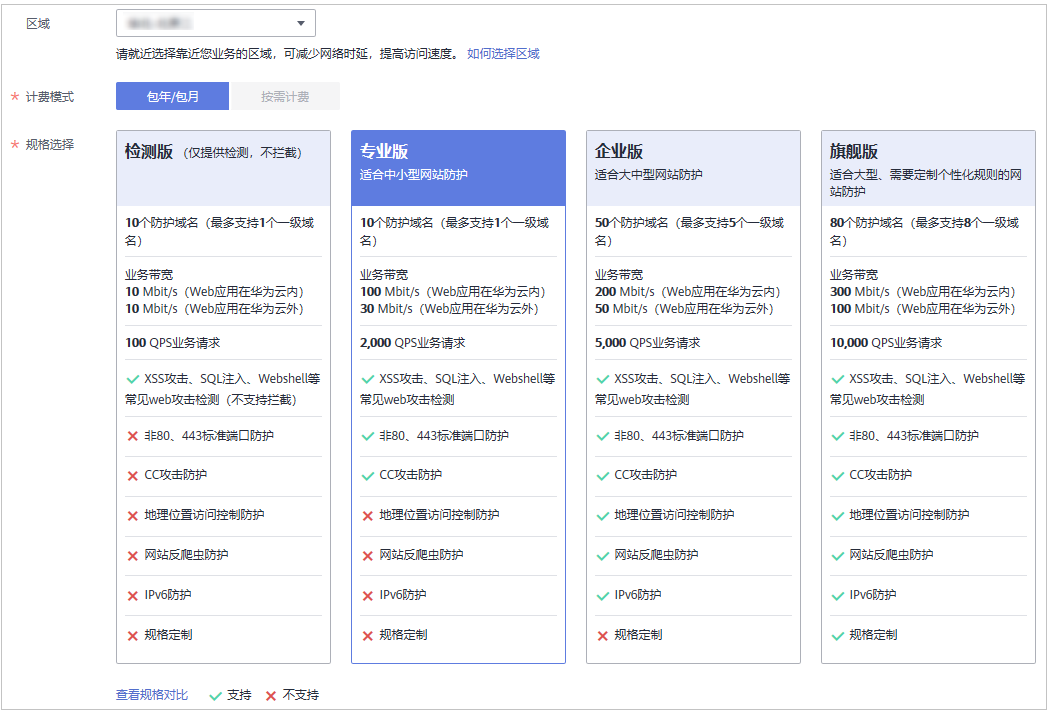 区域
请就近选择靠近您业务的区域，可减少网络时延，提高访问速度。 如何选择区域
* 计费模式
包年/包月
按需计费
* 规格选择
检测版 （仅提供检测，不拦截）
10个防护域名（最多支持1个一级域
名）
业务带宽
10 Mbit/s（Web应用在华为云内）
10 Mbit/s（Web应用在华为云外）
100 QPS业务请求
XSS攻击、SQL注入、Webshell等
常见web攻击检测（不支持拦截）
非80、443标准端口防护
CC攻击防护
地理位置访问控制防护
网站反爬虫防护
IPv6防护
规格定制
专业版
适合中小型网站防护
10个防护域名（最多支持1个一级域
名）
业务带宽
100 Mbit/s（Web应用在华为云内）
30 Mbit/s（Web应用在华为云外）
2,000 QPS业务请求
XSS攻击、SQL注入、Webshell等
常见web攻击检测
非80、443标准端口防护
CC攻击防护
地理位置访问控制防护
网站反爬虫防护
IPv6防护
规格定制
企业版
适合大中型网站防护
50个防护域名（最多支持5个一级域
名）
业务带宽
200 Mbit/s（Web应用在华为云内）
50 Mbit/s（Web应用在华为云外）
5,000 QPS业务请求
XSS攻击、SQL注入、Webshell等
常见web攻击检测
非80、443标准端口防护
CC攻击防护
地理位置访问控制防护
网站反爬虫防护
IPv6防护
规格定制
旗舰版
适合大型、需要定制个性化规则的网
站防护
80个防护域名（最多支持8个一级域
名）
业务带宽
300 Mbit/s（Web应用在华为云内）
100 Mbit/s（Web应用在华为云外）
10,000 QPS业务请求
XSS攻击、SQL注入、Webshell等
常见web攻击检测
非80、443标准端口防护
CC攻击防护
地理位置访问控制防护
网站反爬虫防护
IPv6防护
规格定制
查看规格对比 支持 不支持